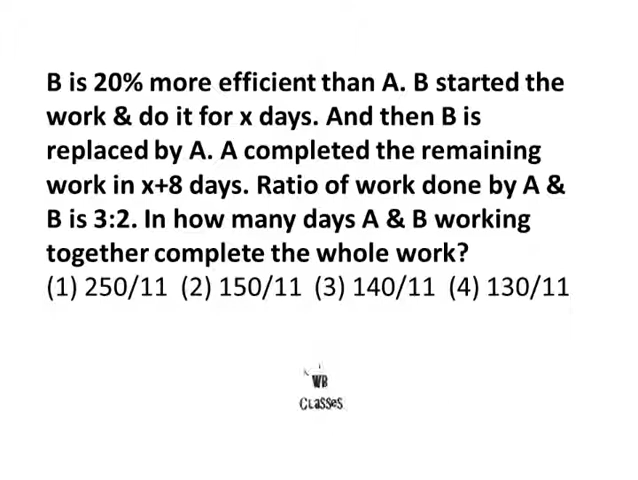 B is 20% more efficient than A. B started the
work & do it for x days. And then B is
replaced by A. A completed the remaining
work in x+8 days. Ratio of work done by A &
B is 3:2. In how many days A & B working
together complete the whole work?
(1) 250/11 (2) 150/11 (3) 140/11 (4) 130/11
WB
CLASSES